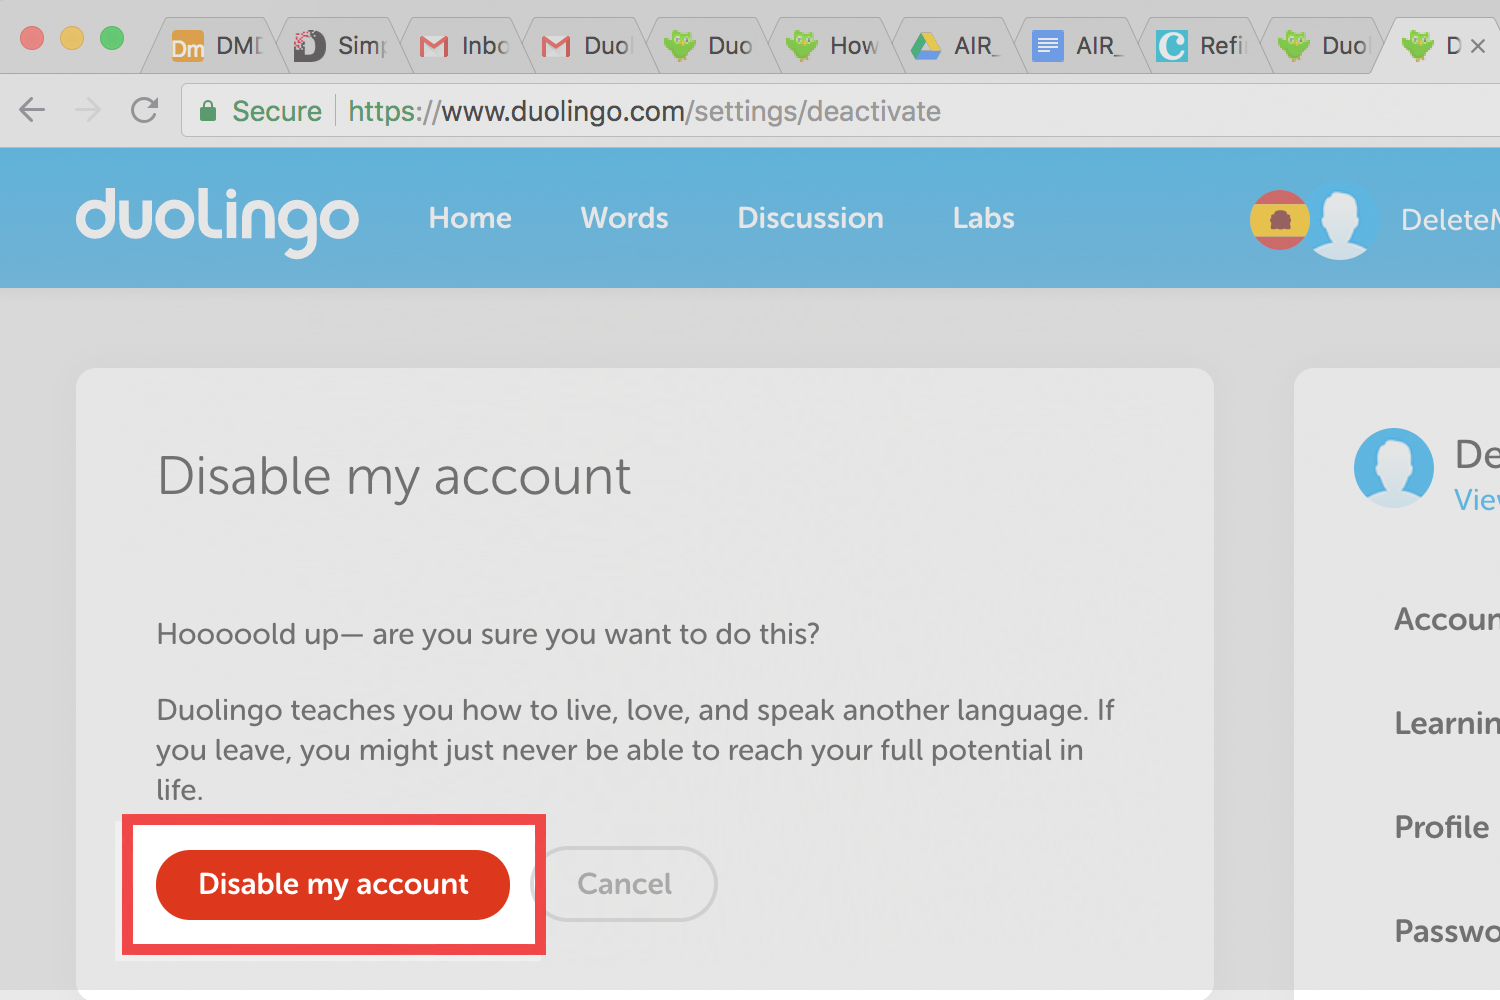 Dm DMD Simp Inbo Duol Duo How AIR_ AIR_ C Refi Duol D
Secure https://www.duolingo.com/settings/deactivate
duolingo Home Words Discussion Labs DeleteM
Disable my account
De
View
Hooooold up— are you sure you want to do this?
Duolingo teaches you how to live, love, and speak another language. If
you leave, you might just never be able to reach your full potential in
life.
Disable my account Cancel
Accoun
Learnin
Profile
Passwo